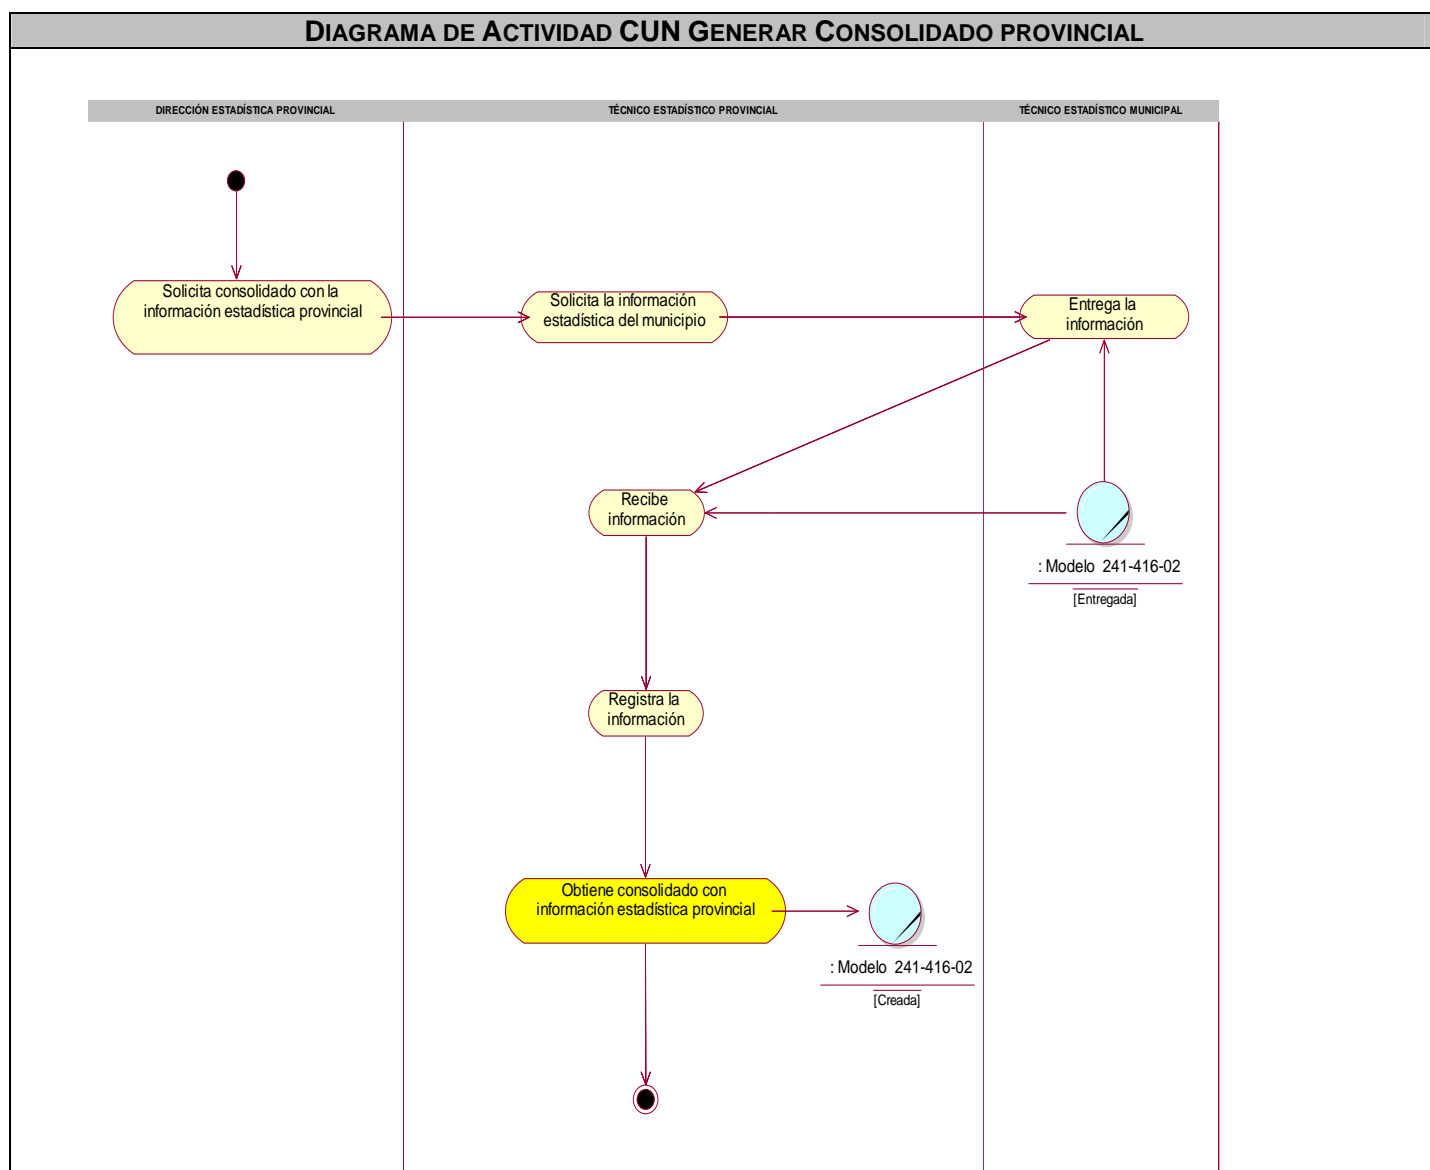 DIAGRAMA DE ACTIVIDAD CUN GENERAR CONSOLIDADO PROVINCIAL
DIRECCIÓN ESTADÍSTICA PROVINCIAL
TÉCNICO ESTADÍSTICO PROVINCIAL
TÉCNICO ESTADÍSTICO MUNICIPAL
Solicita consolidado con la
información estadística provincial
Solicita la información
estadística del municipio
Entrega la
información
Recibe
información
: Modelo 241-416-02
[Entregada]
Registra la
información
Obtiene consolidado con
información estadística provincial
: Modelo 241-416-02
[Creada]